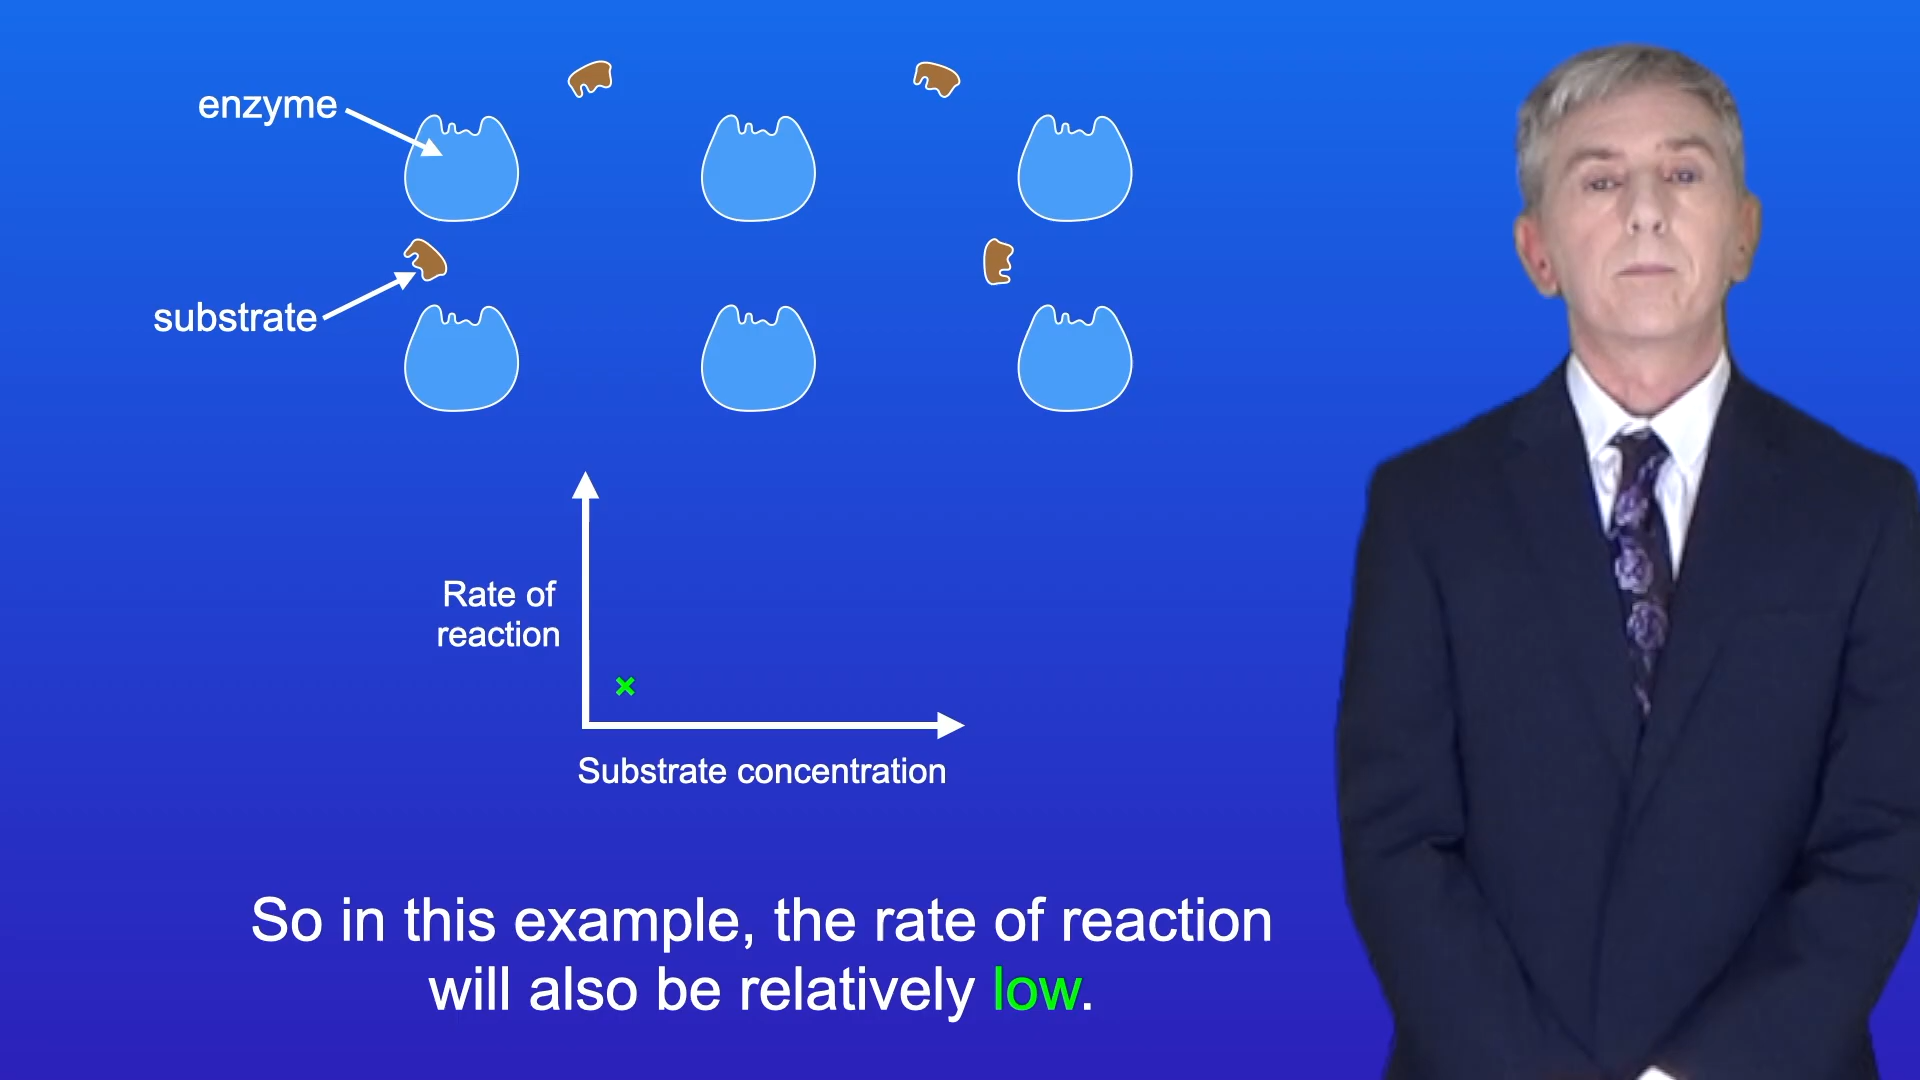 enzyme
substrate
Rate of
reaction
Substrate concentration
So in this example, the rate of reaction
will also be relatively low.